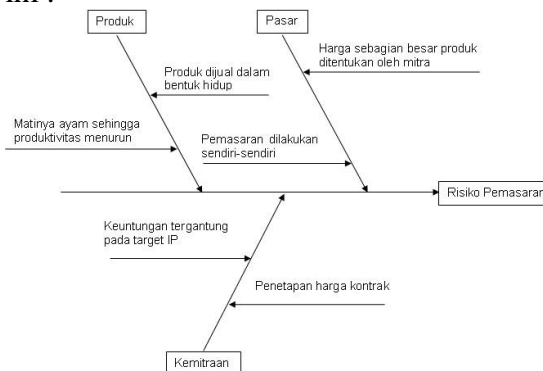 Produk
Pasar
Harga sebagian besar produk
ditentukan oleh mitra
Produk dijual dalam
bentuk hidup
Matinya ayam sehingga
produktivitas menurun
Pemasaran dilakukan
sendiri-sendiri
Risiko Pemasaran
Keuntungan tergantung
pada target IP
Penetapan harga kontrak
Kemitraan